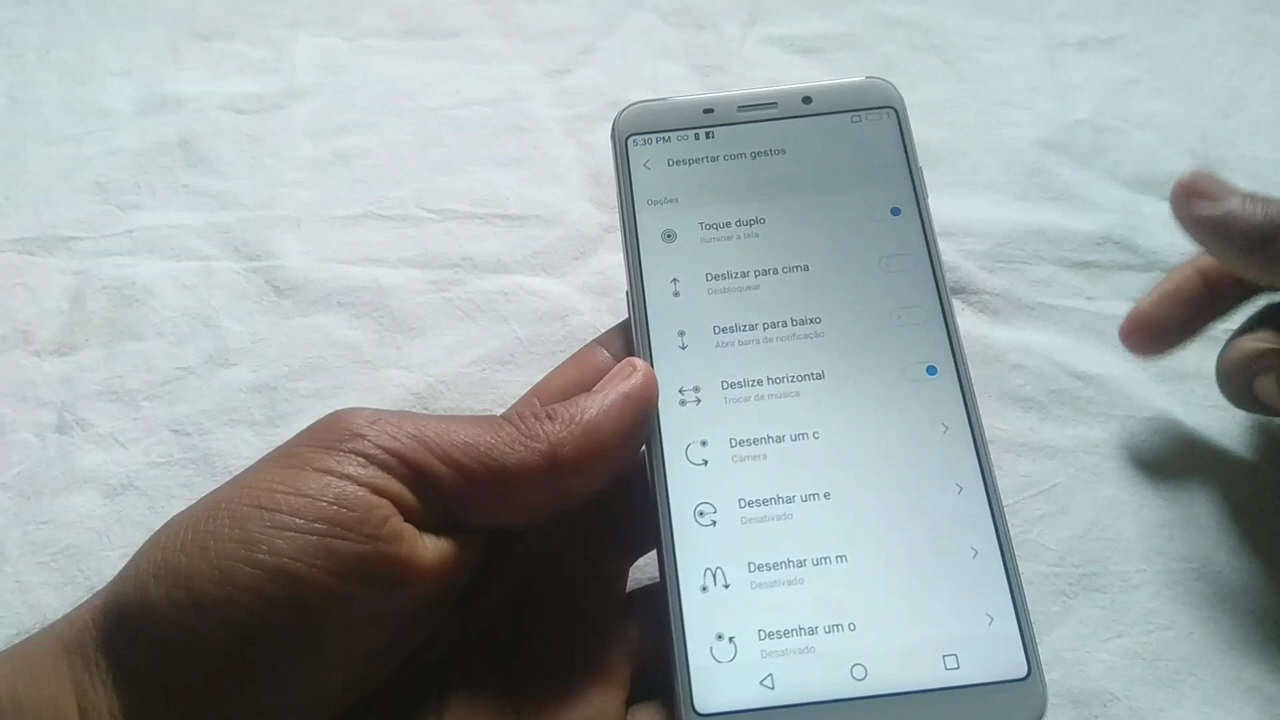 5:30 PM
Despertar com gestos
Opções
Toque duplo
Iluminar a tela
Deslizar para cima
Desbloquear
Deslizar para baixo
Abrir barra de notificação
Deslize horizontal
Trocar de música
Desenhar um c
Câmera
Desenhar um e
Desativado
Desenhar um m
Desativado
Desenhar um o
Desativado